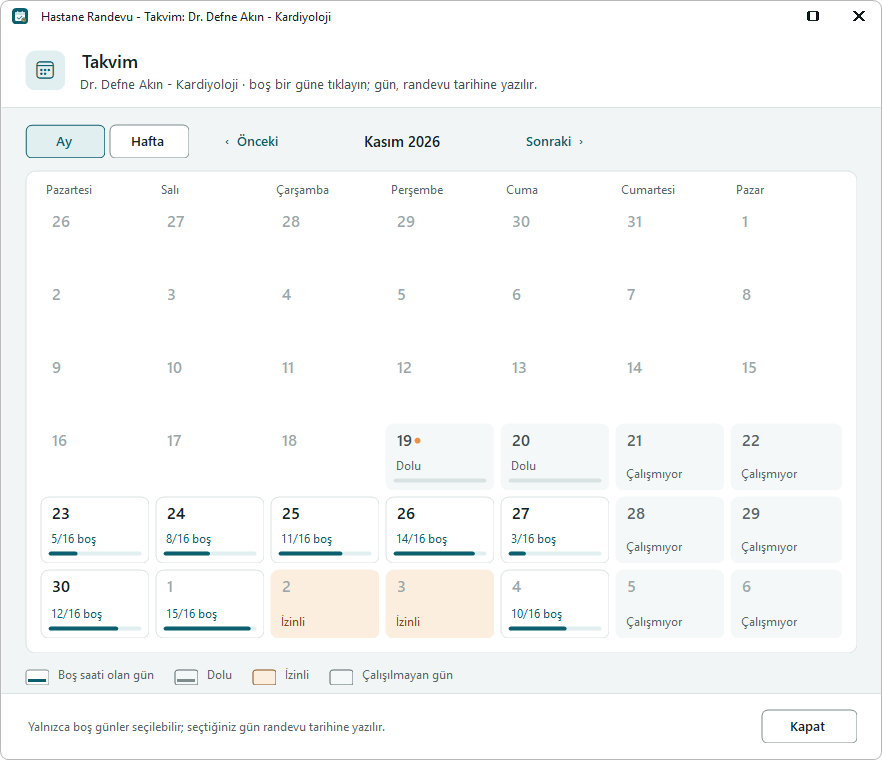 Hastane Randevu - Takvim: Dr. Defne Akın - Kardiyoloji
Takvim
Dr. Defne Akın - Kardiyoloji · boş bir güne tıklayın; gün, randevu tarihine yazılır.
Ay Hafta ‹ Önceki Kasım 2026 Sonraki ›
Pazartesi Salı Çarşamba Perşembe Cuma Cumartesi Pazar
26 27 28 29 30 31 1
2 3 4 5 6 7 8
9 10 11 12 13 14 15
16 17 18 19 20 21 22
Dolu Dolu Çalışmıyor Çalışmıyor
23 24 25 26 27 28 29
5/16 boş 8/16 boş 11/16 boş 14/16 boş 3/16 boş Çalışmıyor Çalışmıyor
30 1 2 3 4 5 6
12/16 boş 15/16 boş İzinli İzinli 10/16 boş Çalışmıyor Çalışmıyor
Boş saati olan gün Dolu İzinli Çalışılmayan gün
Yalnızca boş günler seçilebilir; seçtiğiniz gün randevu tarihine yazılır.
Kapat